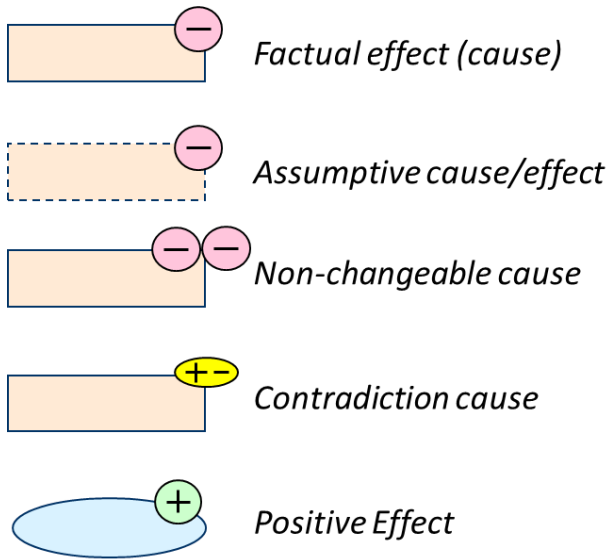 −
Factual effect (cause)
−
Assumptive cause/effect
− −
Non-changeable cause
+ −
Contradiction cause
+
Positive Effect